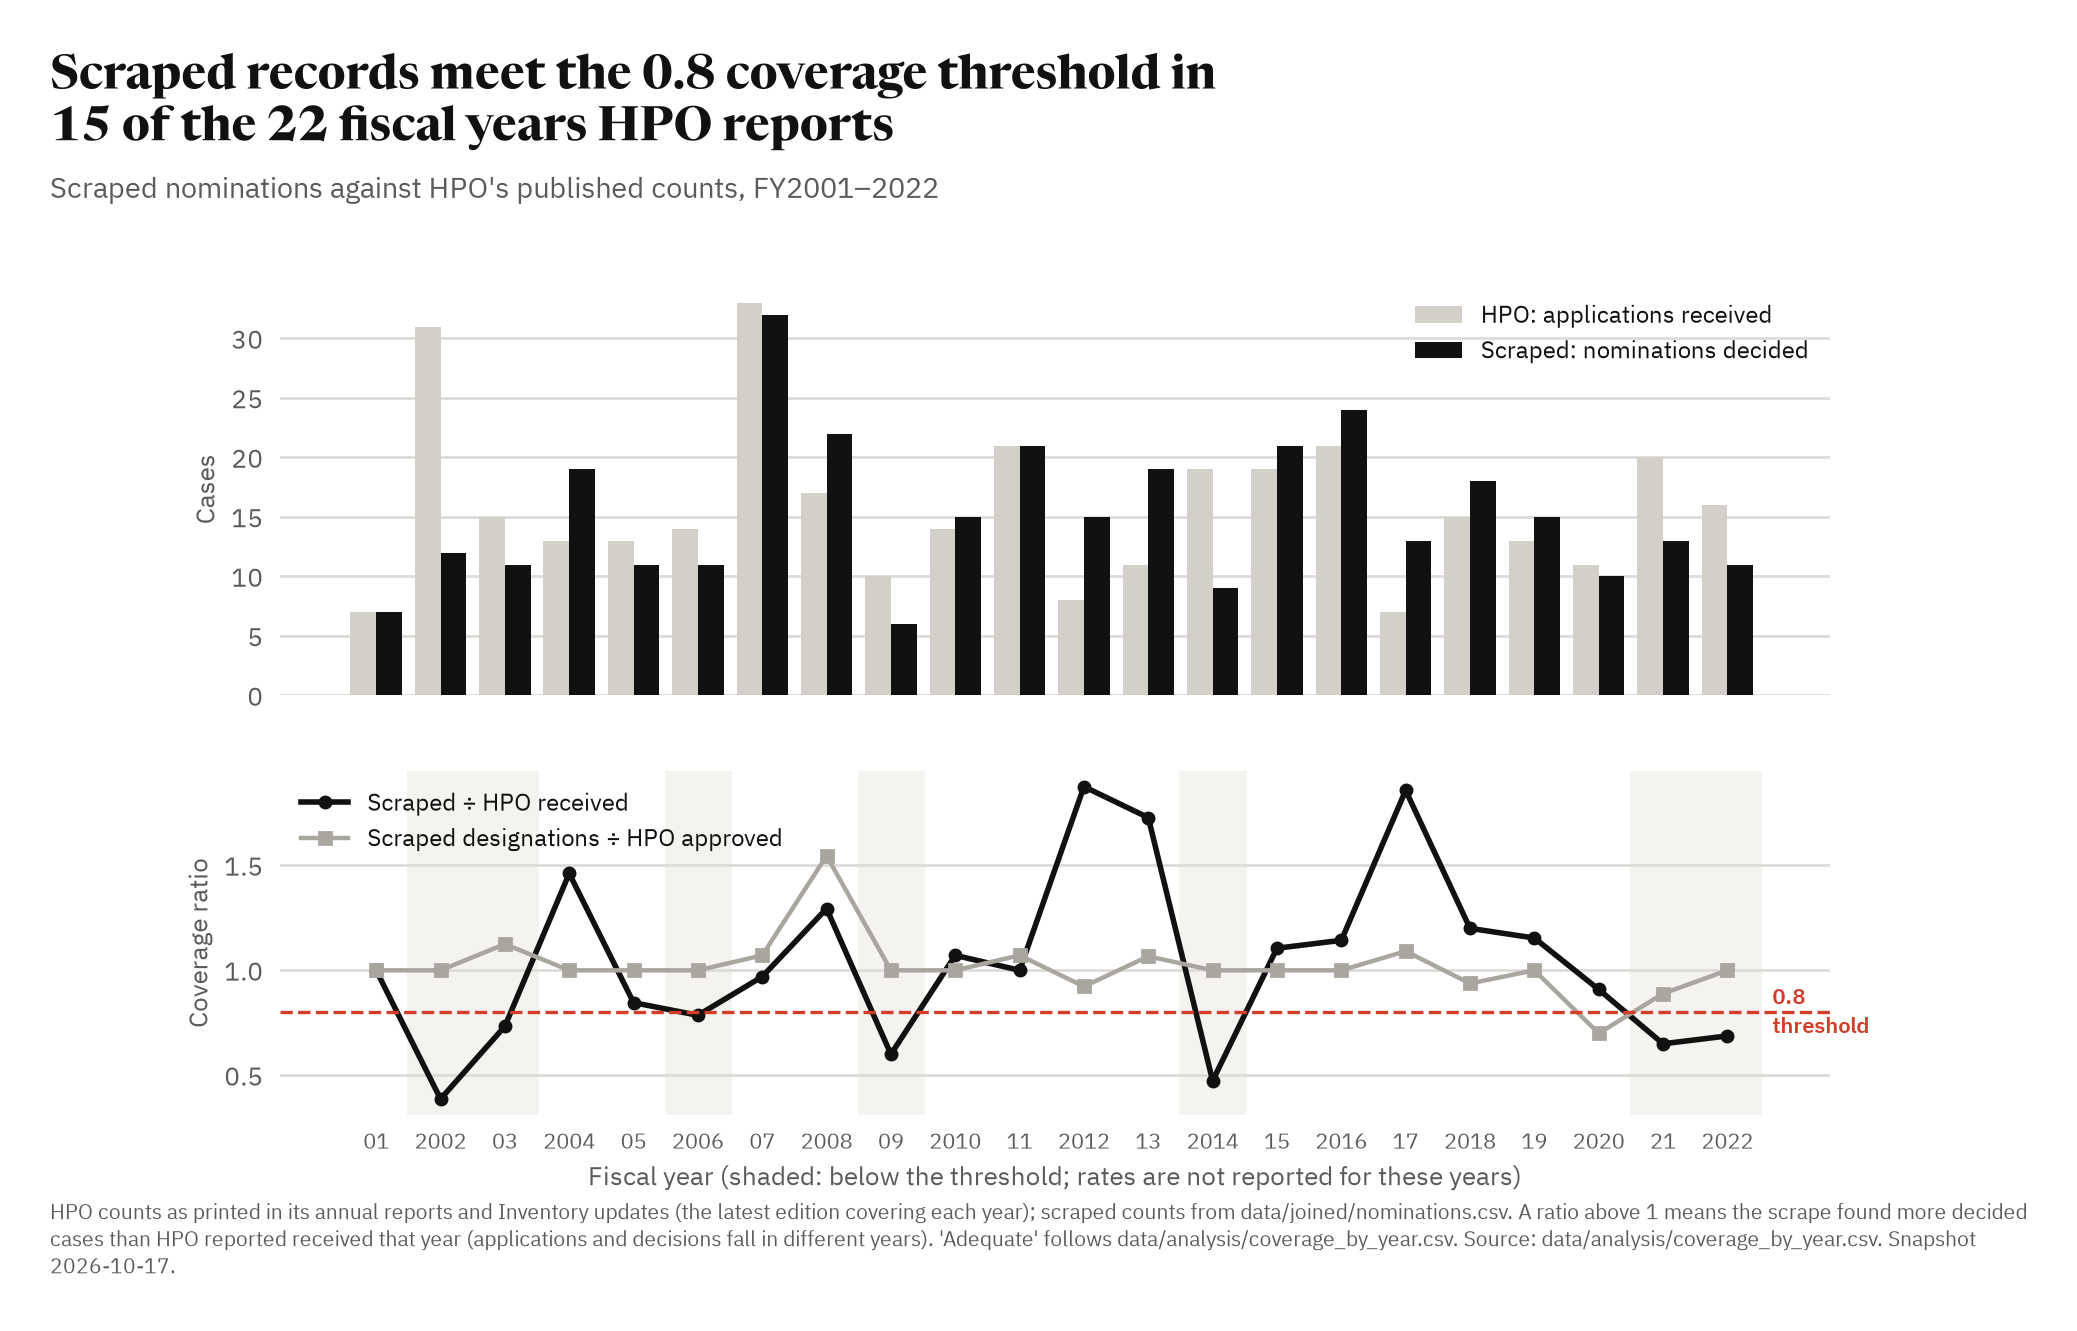 Scraped records meet the 0.8 coverage threshold in
15 of the 22 fiscal years HPO reports
Scraped nominations against HPO's published counts, FY2001–2022
HPO: applications received
Scraped: nominations decided
Cases
30
25
20
15
10
5
0
Scraped ÷ HPO received
Scraped designations ÷ HPO approved
Coverage ratio
1.5
1.0
0.5
0.8
threshold
01 2002 03 2004 05 2006 07 2008 09 2010 11 2012 13 2014 15 2016 17 2018 19 2020 21 2022
Fiscal year (shaded: below the threshold; rates are not reported for these years)
HPO counts as printed in its annual reports and Inventory updates (the latest edition covering each year); scraped counts from data/joined/nominations.csv. A ratio above 1 means the scrape found more decided
cases than HPO reported received that year (applications and decisions fall in different years). 'Adequate' follows data/analysis/coverage_by_year.csv. Source: data/analysis/coverage_by_year.csv. Snapshot
2026-10-17.